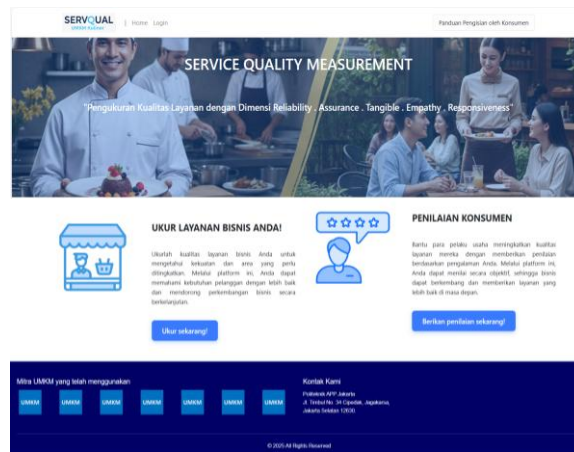 SERVQUAL
UMKM Kuliner
| Home Login
Panduan Pengisian oleh Konsumen
SERVICE QUALITY MEASUREMENT
"Pengukuran Kualitas Layanan dengan Dimensi Reliability . Assurance . Tangible . Empathy . Responsiveness"
UKUR LAYANAN BISNIS ANDA!
Ukurlah kualitas layanan bisnis Anda untuk
mengetahui kekuatan dan area yang perlu
ditingkatkan. Melalui platform ini, Anda dapat
memahami kebutuhan pelanggan dengan lebih baik
dan mendorong perkembangan bisnis secara
berkelanjutan.
Ukur sekarang!
PENILAIAN KONSUMEN
Bantu para pelaku usaha meningkatkan kualitas
layanan mereka dengan memberikan penilaian
berdasarkan pengalaman Anda. Melalui platform ini,
Anda dapat menilai secara objektif, sehingga bisnis
dapat berkembang dan memberikan layanan yang
lebih baik di masa depan.
Berikan penilaian sekarang!
Mitra UMKM yang telah menggunakan
UMKM UMKM UMKM UMKM UMKM UMKM UMKM
Kontak Kami
Politeknik APP Jakarta
Jl. Timbul No. 34 Cipedak, Jagakarsa,
Jakarta Selatan 12630
© 2025 All Rights Reserved